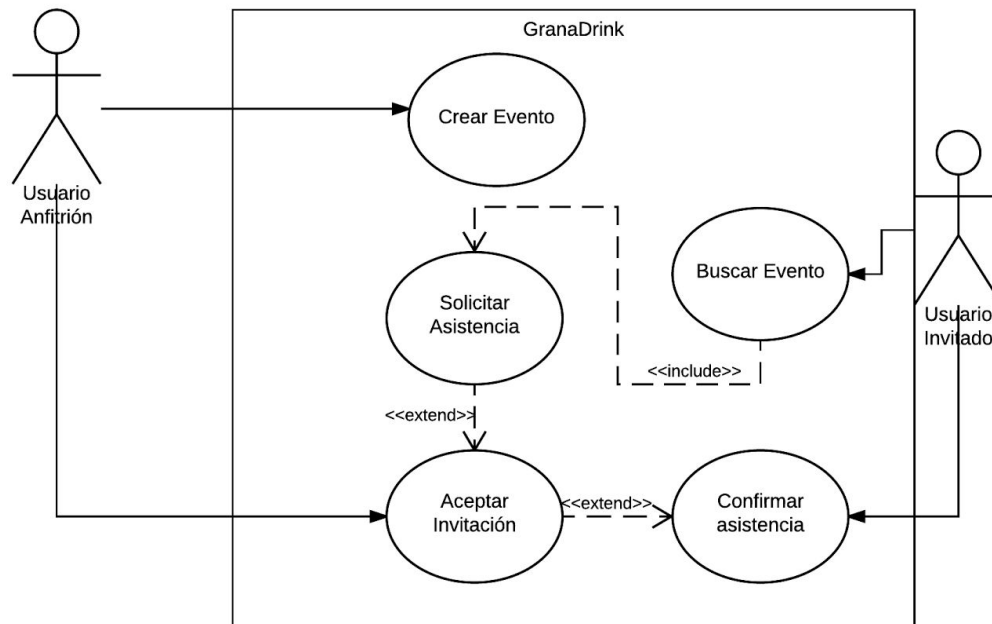 GranaDrink
Crear Evento
Usuario
Anfitrión
Solicitar
Asistencia
Buscar Evento
Usuario
Invitado
<<include>>
<<extend>>
Aceptar
Invitación
<<extend>>
Confirmar
asistencia